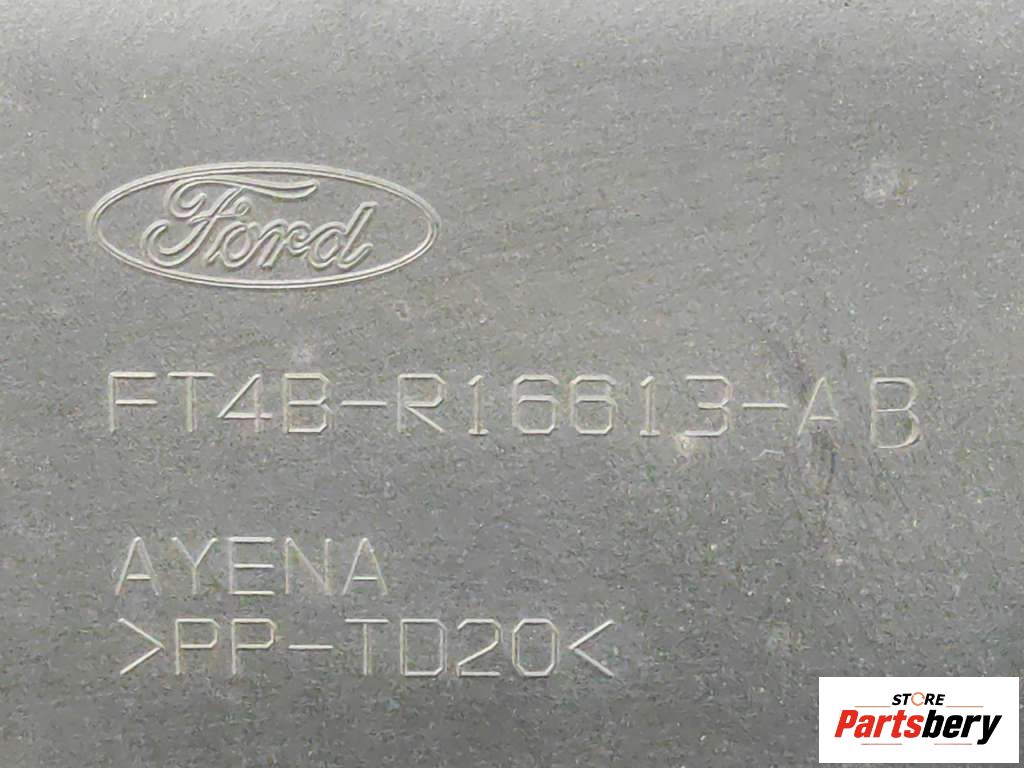 Ford
FT4B-R16613-AB
AYENA
>PP-TD20<
STORE
Partsbery